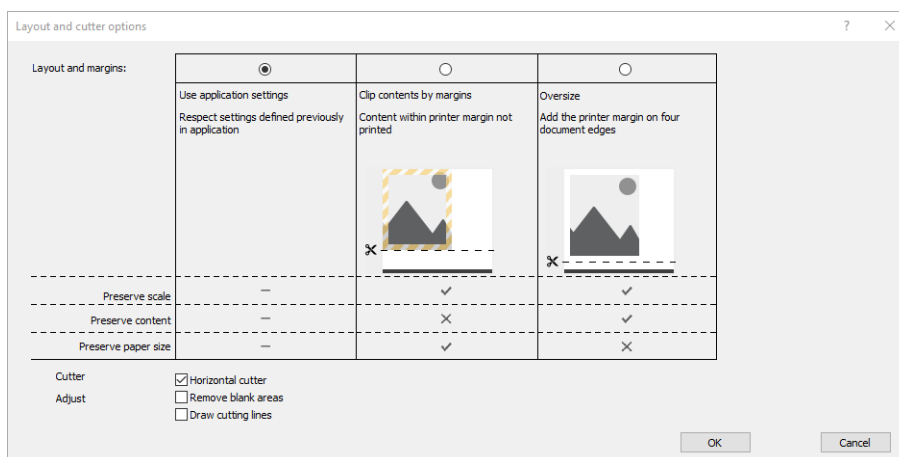 Layout and cutter options
Layout and margins:
Use application settings
Respect settings defined previously
in application
Clip contents by margins
Content within printer margin not
printed
Oversize
Add the printer margin on four
document edges
Preserve scale
Preserve content
Preserve paper size
Cutter
Horizontal cutter
Adjust
Remove blank areas
Draw cutting lines
OK
Cancel